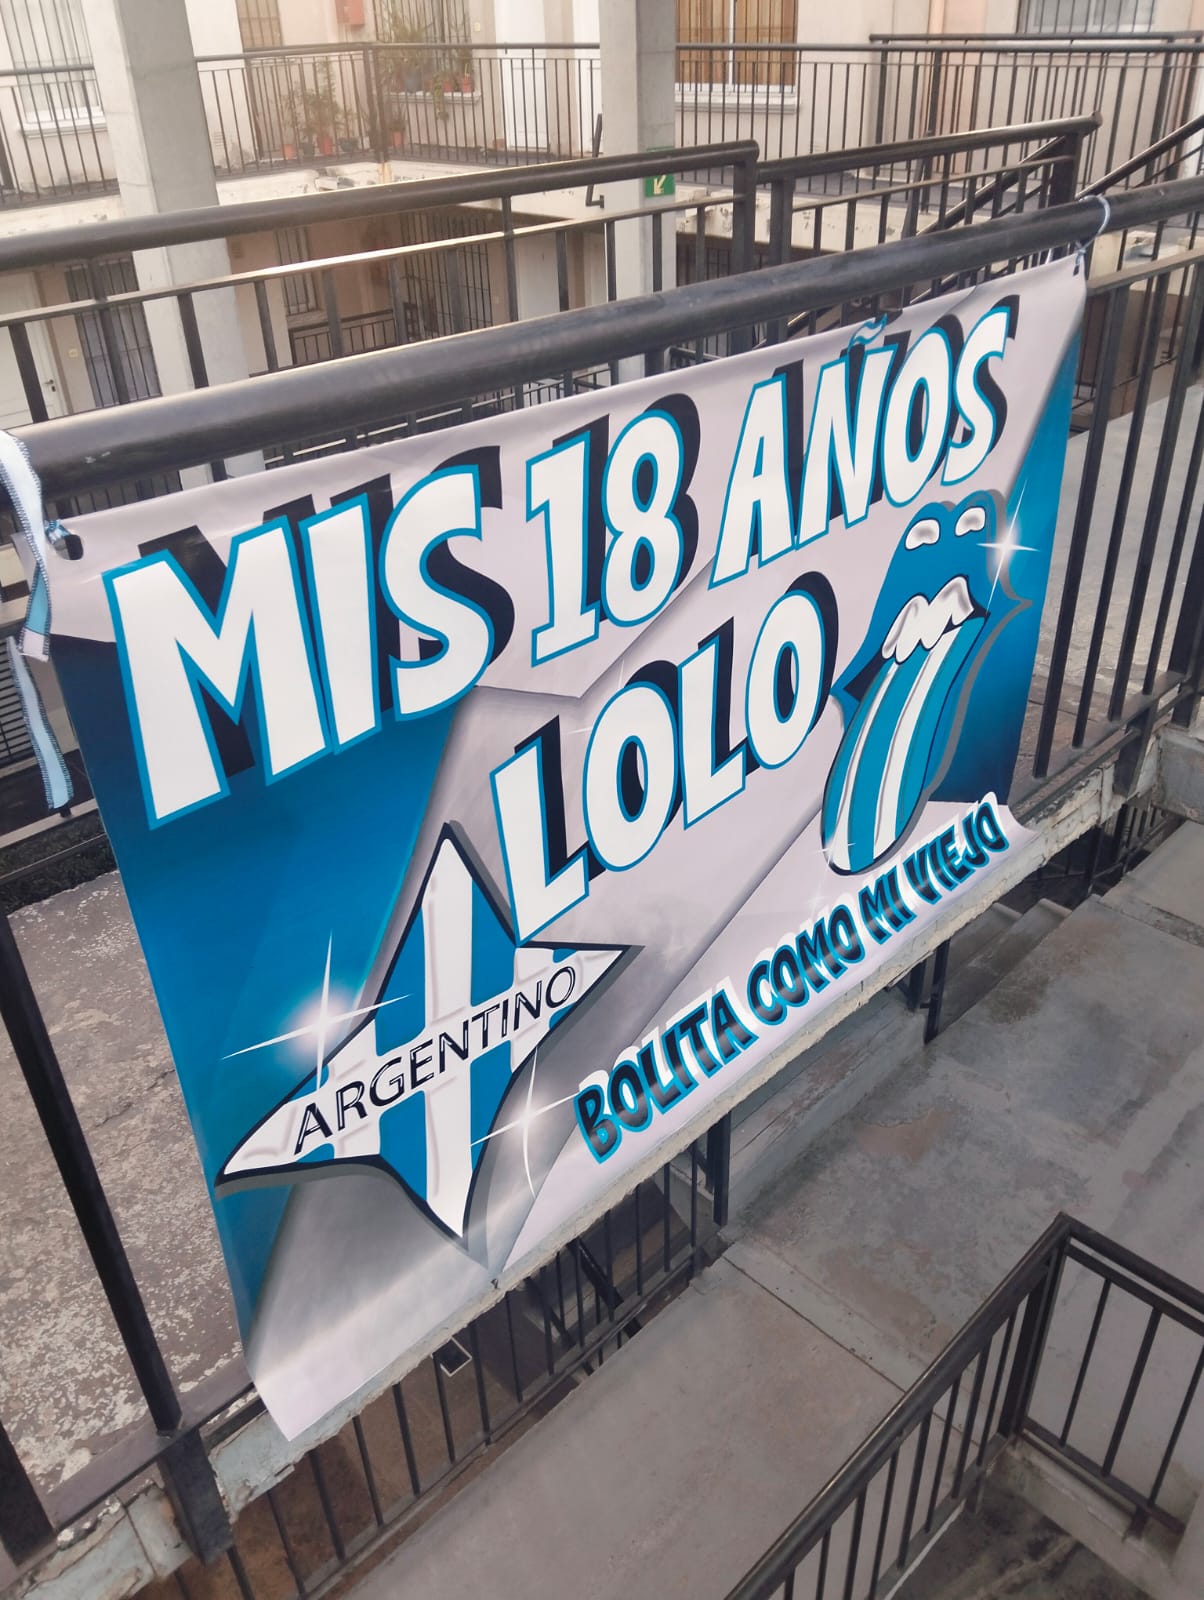 MIS 18 AÑOS
LOLO
ARGENTINO
BOLITA COMO MI VIEJO